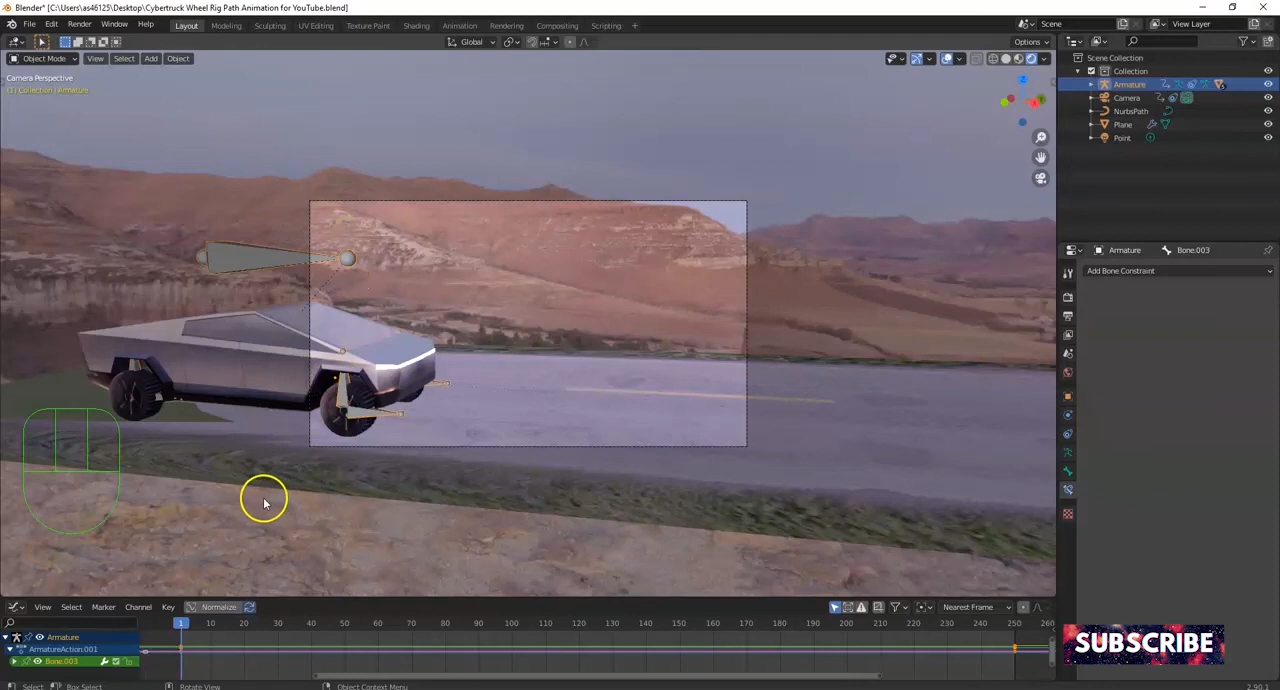 Blender* [C:\Users\as46125\Desktop\Cybertruck Wheel Rig Path Animation for YouTube.blend]
File Edit Render Window Help Layout Modeling Sculpting UV Editing Texture Paint Shading Animation Rendering Compositing Scripting + Scene View Layer
Global Options
Object Mode View Select Add Object
Camera Perspective
(1) Collection | Armature
Scene Collection
Collection
Armature
Camera
NurbsPath
Plane
Point
Armature Bone.003
Add Bone Constraint
View Select Marker Channel Key Normalize Nearest Frame
1 10 20 30 40 50 60 70 80 90 100 110 120 130 140 150 160 170 180 190 200 210 220 230 240 250 260
Armature
ArmatureAction.001
Bone.003
SUBSCRIBE
Select Box Select Rotate View Object Context Menu 2.90.1